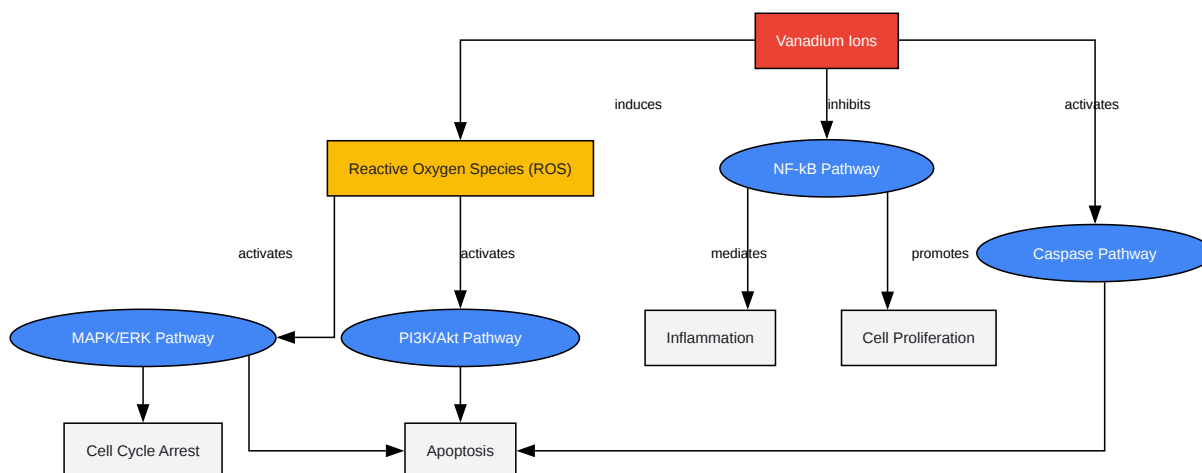 Vanadium Ions
induces
inhibits
activates
Reactive Oxygen Species (ROS)
NF-kB Pathway
activates
activates
mediates
promotes
Caspase Pathway
MAPK/ERK Pathway
PI3K/Akt Pathway
Inflammation
Cell Proliferation
Cell Cycle Arrest
Apoptosis